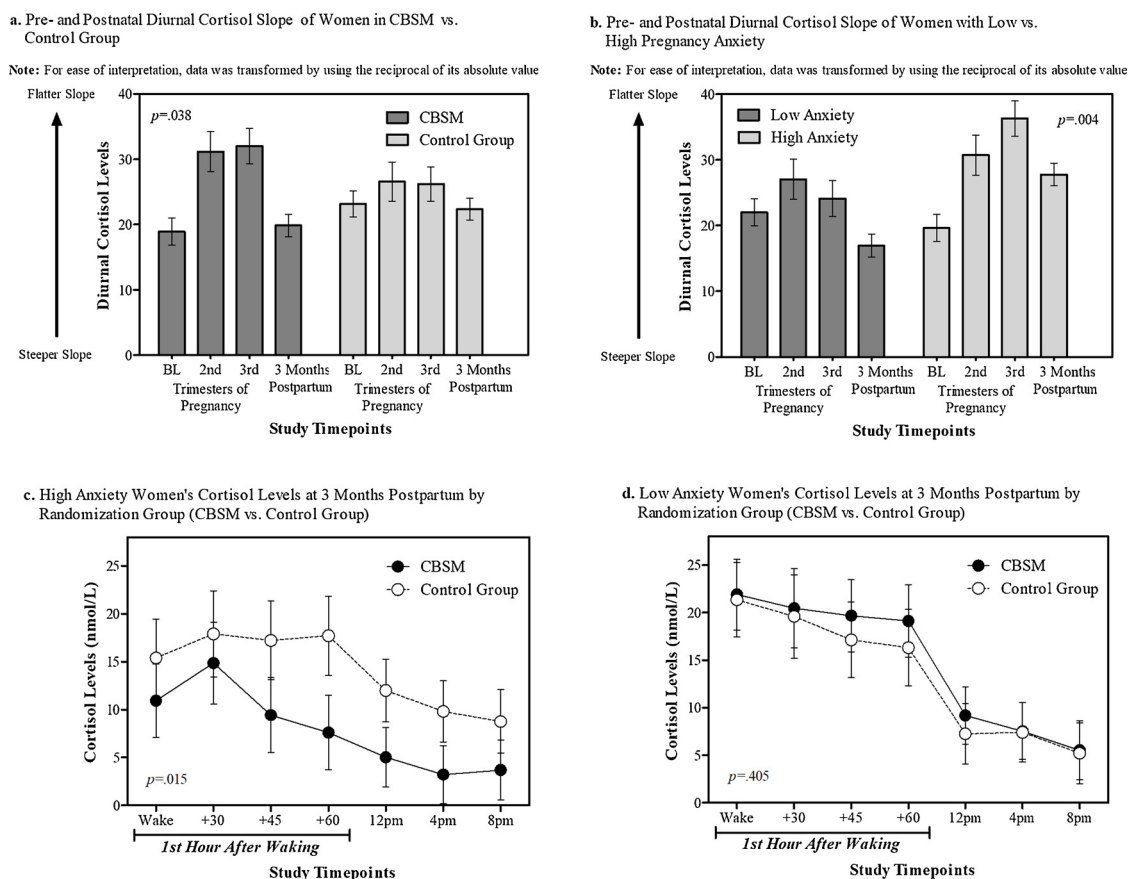 a. Pre- and Postnatal Diurnal Cortisol Slope of Women in CBSM vs.
Control Group
Note: For ease of interpretation, data was transformed by using the reciprocal of its absolute value
Flatter Slope
Steeper Slope
Diurnal Cortisol Levels
40
30
20
10
0
p=.038
CBSM
Control Group
BL 2nd 3rd 3 Months BL 2nd 3rd 3 Months
Trimesters of Postpartum Trimesters of Postpartum
Pregnancy Pregnancy
Study Timepoints
b. Pre- and Postnatal Diurnal Cortisol Slope of Women with Low vs.
High Pregnancy Anxiety
Note: For ease of interpretation, data was transformed by using the reciprocal of its absolute value
Flatter Slope
Steeper Slope
Diurnal Cortisol Levels
40
30
20
10
0
Low Anxiety
High Anxiety
p=.004
BL 2nd 3rd 3 Months BL 2nd 3rd 3 Months
Trimesters of Postpartum Trimesters of Postpartum
Pregnancy Pregnancy
Study Timepoints
c. High Anxiety Women's Cortisol Levels at 3 Months Postpartum by
Randomization Group (CBSM vs. Control Group)
Cortisol Levels (nmol/L)
25
20
15
10
5
0
CBSM
Control Group
p=.015
Wake +30 +45 +60 12pm 4pm 8pm
1st Hour After Waking
Study Timepoints
d. Low Anxiety Women's Cortisol Levels at 3 Months Postpartum by
Randomization Group (CBSM vs. Control Group)
Cortisol Levels (nmol/L)
25
20
15
10
5
0
CBSM
Control Group
p=.405
Wake +30 +45 +60 12pm 4pm 8pm
1st Hour After Waking
Study Timepoints